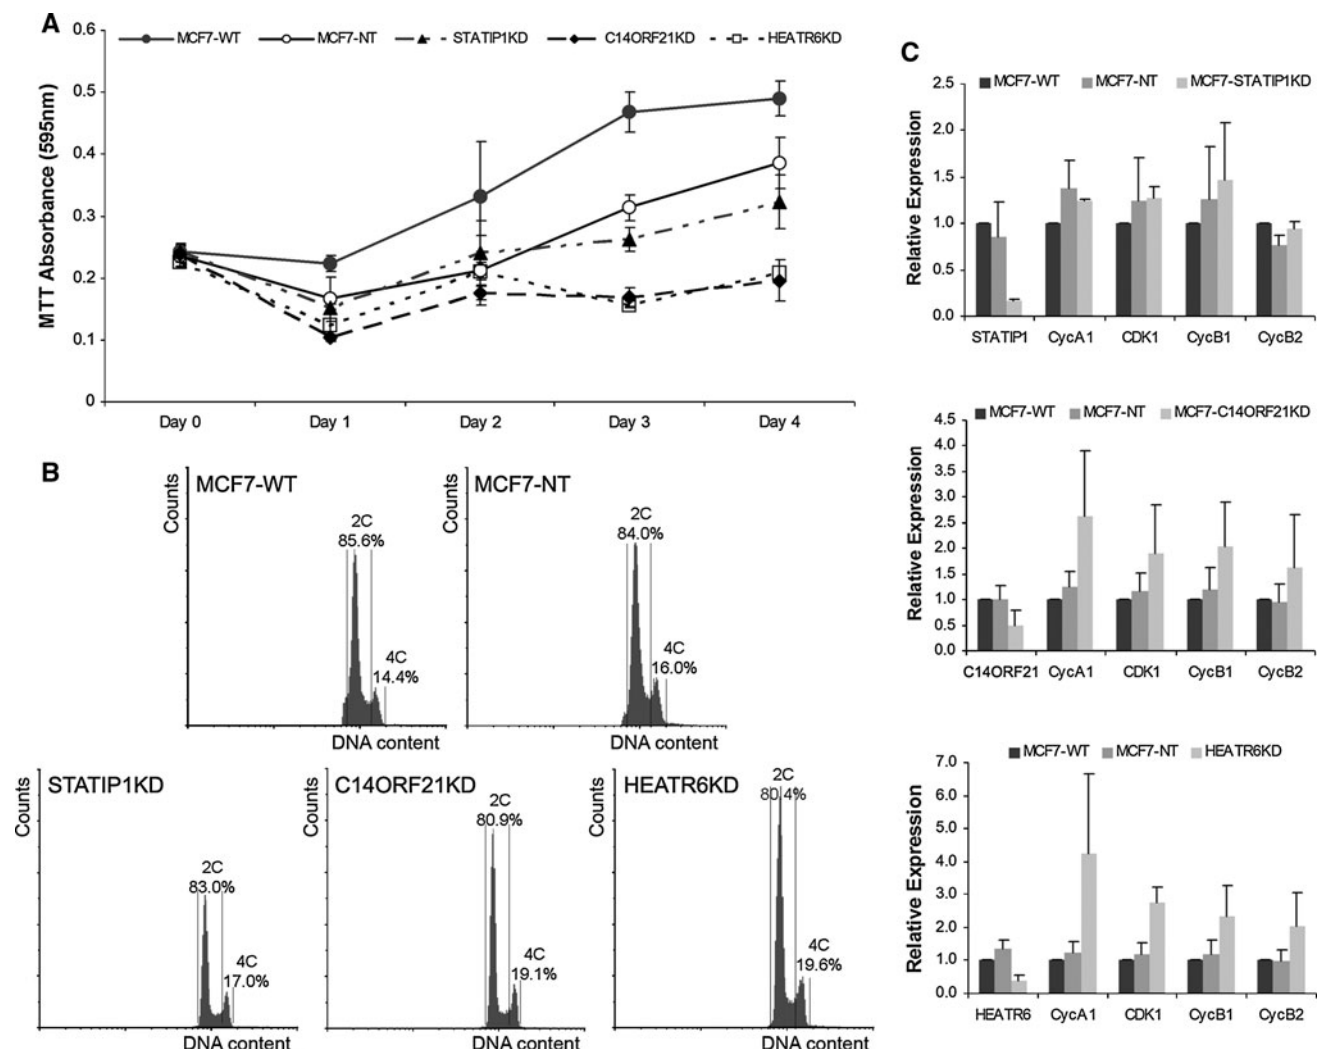 A
0.6
0.5
0.4
0.3
0.2
0.1
0
MTT Absorbance (595nm)
MCF7-WT MCF7-NT STATIP1KD C14ORF21KD HEATR6KD
Day 0 Day 1 Day 2 Day 3 Day 4
B
Counts
MCF7-WT
2C
85.6%
4C
14.4%
DNA content
Counts
MCF7-NT
2C
84.0%
4C
16.0%
DNA content
Counts
STATIP1KD
2C
83.0%
4C
17.0%
DNA content
Counts
C14ORF21KD
2C
80.9%
4C
19.1%
DNA content
Counts
HEATR6KD
2C
80.4%
4C
19.6%
DNA content
C
MCF7-WT MCF7-NT MCF7-STATIP1KD
Relative Expression
2.5
2.0
1.5
1.0
0.5
0.0
STATIP1 CycA1 CDK1 CycB1 CycB2
MCF7-WT MCF7-NT MCF7-C14ORF21KD
Relative Expression
4.5
4.0
3.5
3.0
2.5
2.0
1.5
1.0
0.5
0.0
C14ORF21 CycA1 CDK1 CycB1 CycB2
MCF7-WT MCF7-NT HEATR6KD
Relative Expression
7.0
6.0
5.0
4.0
3.0
2.0
1.0
0.0
HEATR6 CycA1 CDK1 CycB1 CycB2